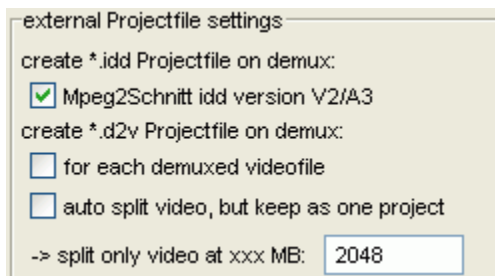 external Projectfile settings
create *.idd Projectfile on demux:
Mpeg2Schnitt idd version V2/A3
create *.d2v Projectfile on demux:
for each demuxed videofile
auto split video, but keep as one project
-> split only video at xxx MB: 2048